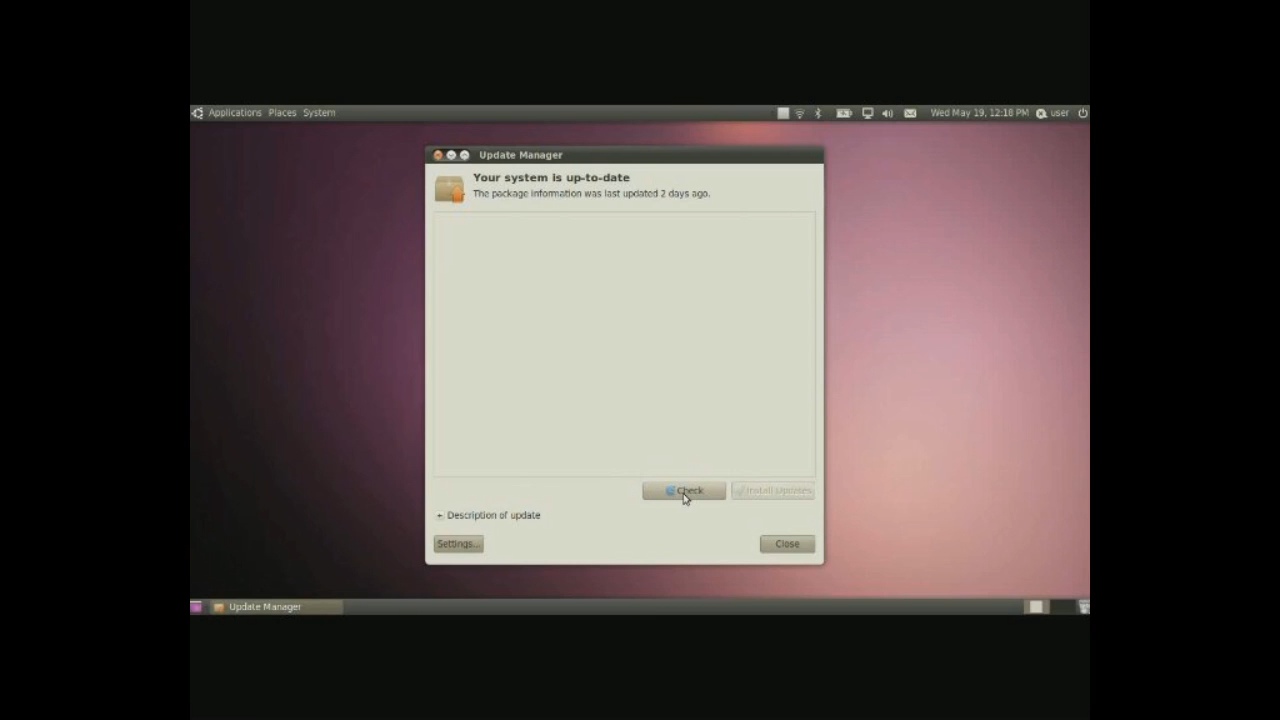 Applications Places System
Wed May 19, 12:18 PM user
Update Manager
Your system is up-to-date
The package information was last updated 2 days ago.
Check Install Updates
Description of update
Settings... Close
Update Manager